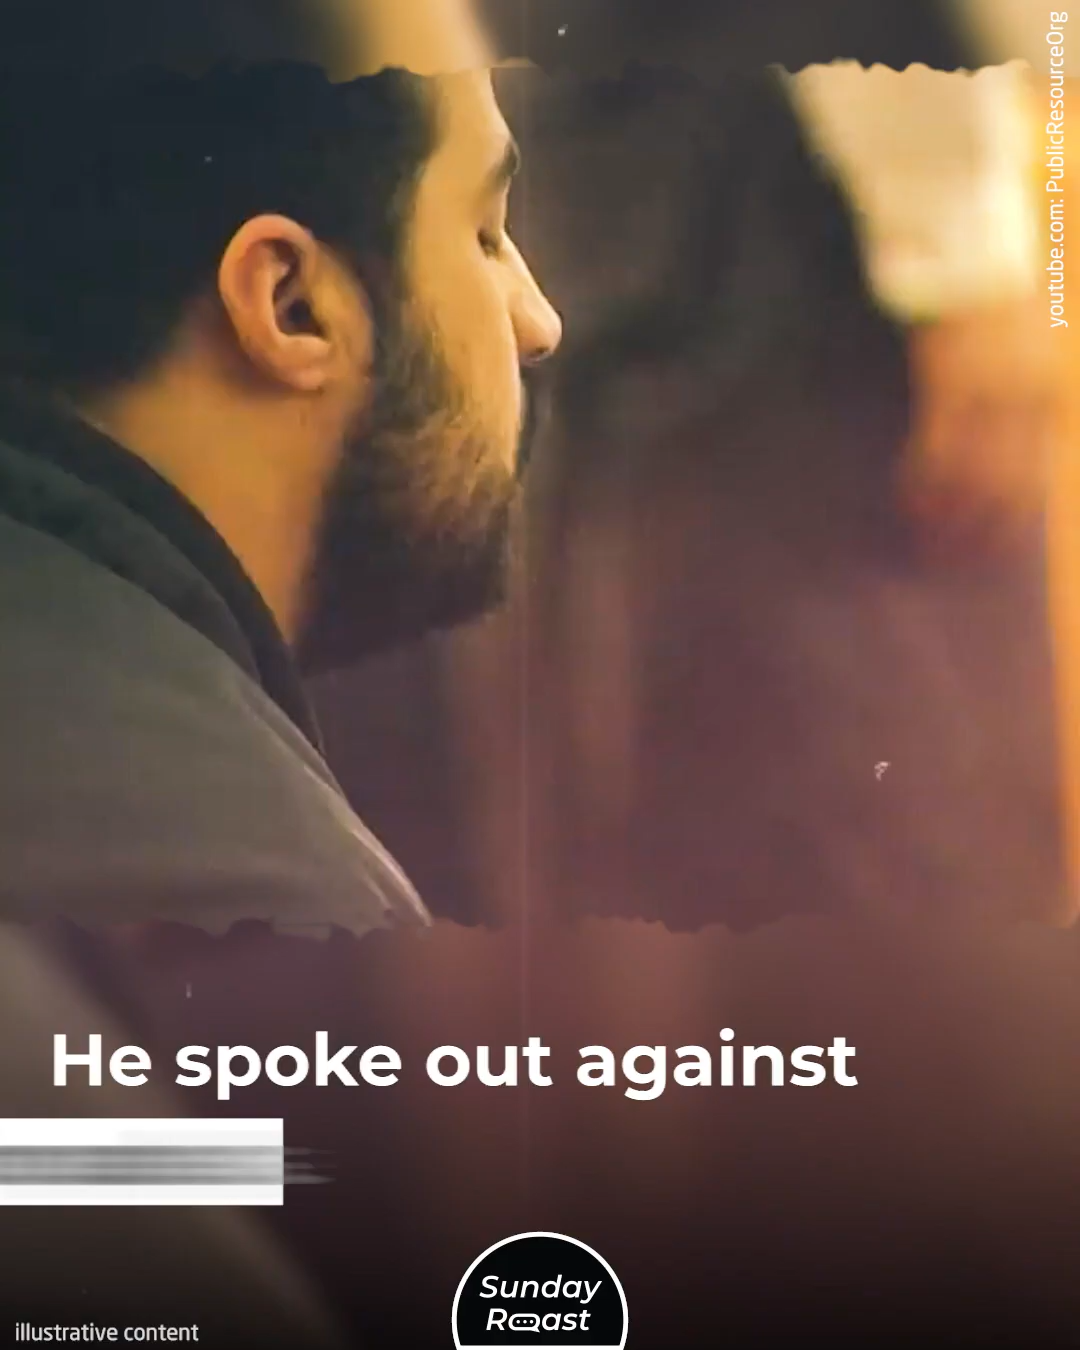 youtube.com: PublicResourceOrg
He spoke out against
Sunday
Roast
illustrative content